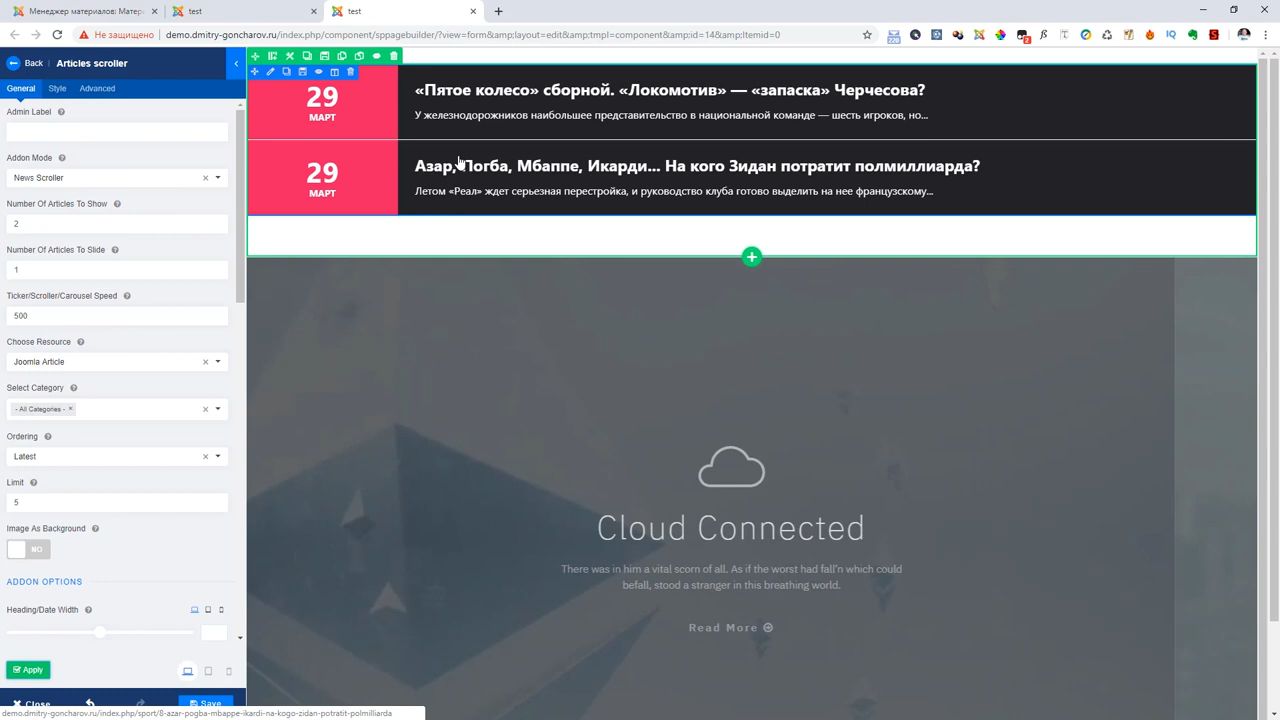 Менеджер материалов: Матер
test
test
Не защищено
demo.dmitry-goncharov.ru/index.php/component/sppagebuilder/?view=form&amp;layout=edit&amp;tmpl=component&amp;id=14&amp;Itemid=0
Back
Articles scroller
General
Style
Advanced
Admin Label
Addon Mode
News Scroller
Number Of Articles To Show
2
Number Of Articles To Slide
1
Ticker/Scroller/Carousel Speed
500
Choose Resource
Joomla Article
Select Category
- All Categories -
Ordering
Latest
Limit
5
Image As Background
NO
ADDON OPTIONS
Heading/Date Width
Apply
Close
Save
29
МАРТ
«Пятое колесо» сборной. «Локомотив» — «запаска» Черчесова?
У железнодорожников наибольшее представительство в национальной команде — шесть игроков, но...
29
МАРТ
Азар, Погба, Мбаппе, Икарди... На кого Зидан потратит полмиллиарда?
Летом «Реал» ждет серьезная перестройка, и руководство клуба готово выделить на нее французскому...
Cloud Connected
There was in him a vital scorn of all. As if the worst had fall'n which could
befall, stood a stranger in this breathing world.
Read More
demo.dmitry-goncharov.ru/index.php/sport/8-azar-pogba-mbappe-ikardi-na-kogo-zidan-potratit-polmilliarda